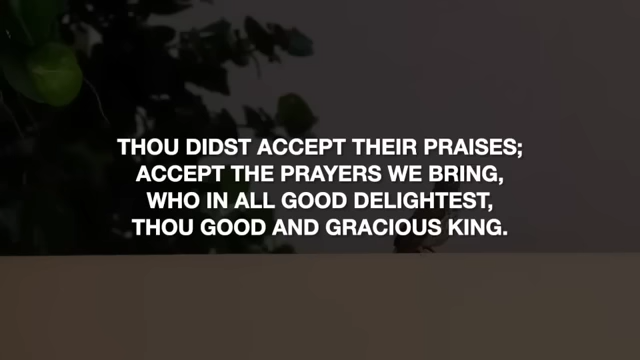 THOU DIDST ACCEPT THEIR PRAISES;
ACCEPT THE PRAYERS WE BRING,
WHO IN ALL GOOD DELIGHTEST,
THOU GOOD AND GRACIOUS KING.